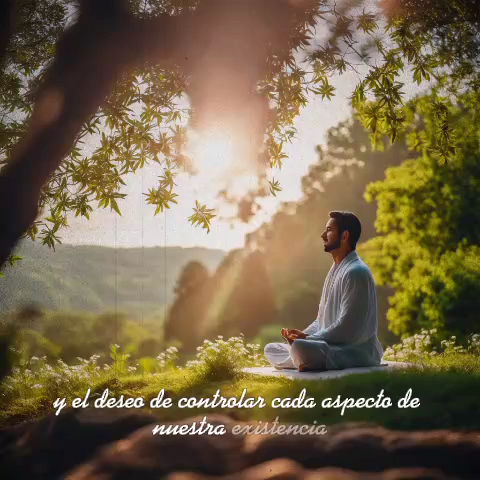 y el deseo de controlar cada aspecto de
nuestra existencia